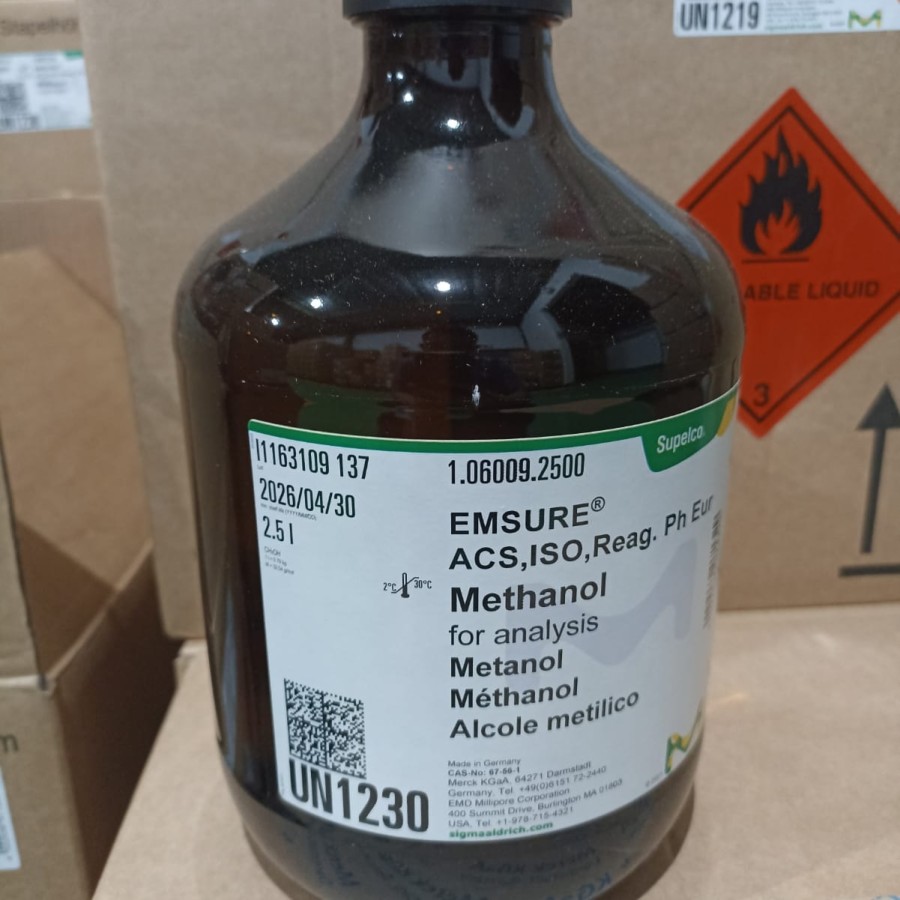 UN1219
ABLE LIQUID
3
Supelco
I1163109 137
2026/04/30
2.5 l
CH₃OH
1.06009.2500
EMSURE®
ACS,ISO,Reag. Ph Eur
2°C 30°C
Methanol
for analysis
Metanol
Méthanol
Alcole metilico
UN1230
Made in Germany
CAS-No: 67-56-1
Merck KGaA, 64271 Darmstadt
Germany, Tel. +49(0)6151 72-2440
EMD Millipore Corporation
400 Summit Drive, Burlington MA 01803
USA, Tel. +1-978-715-4321
sigmaaldrich.com